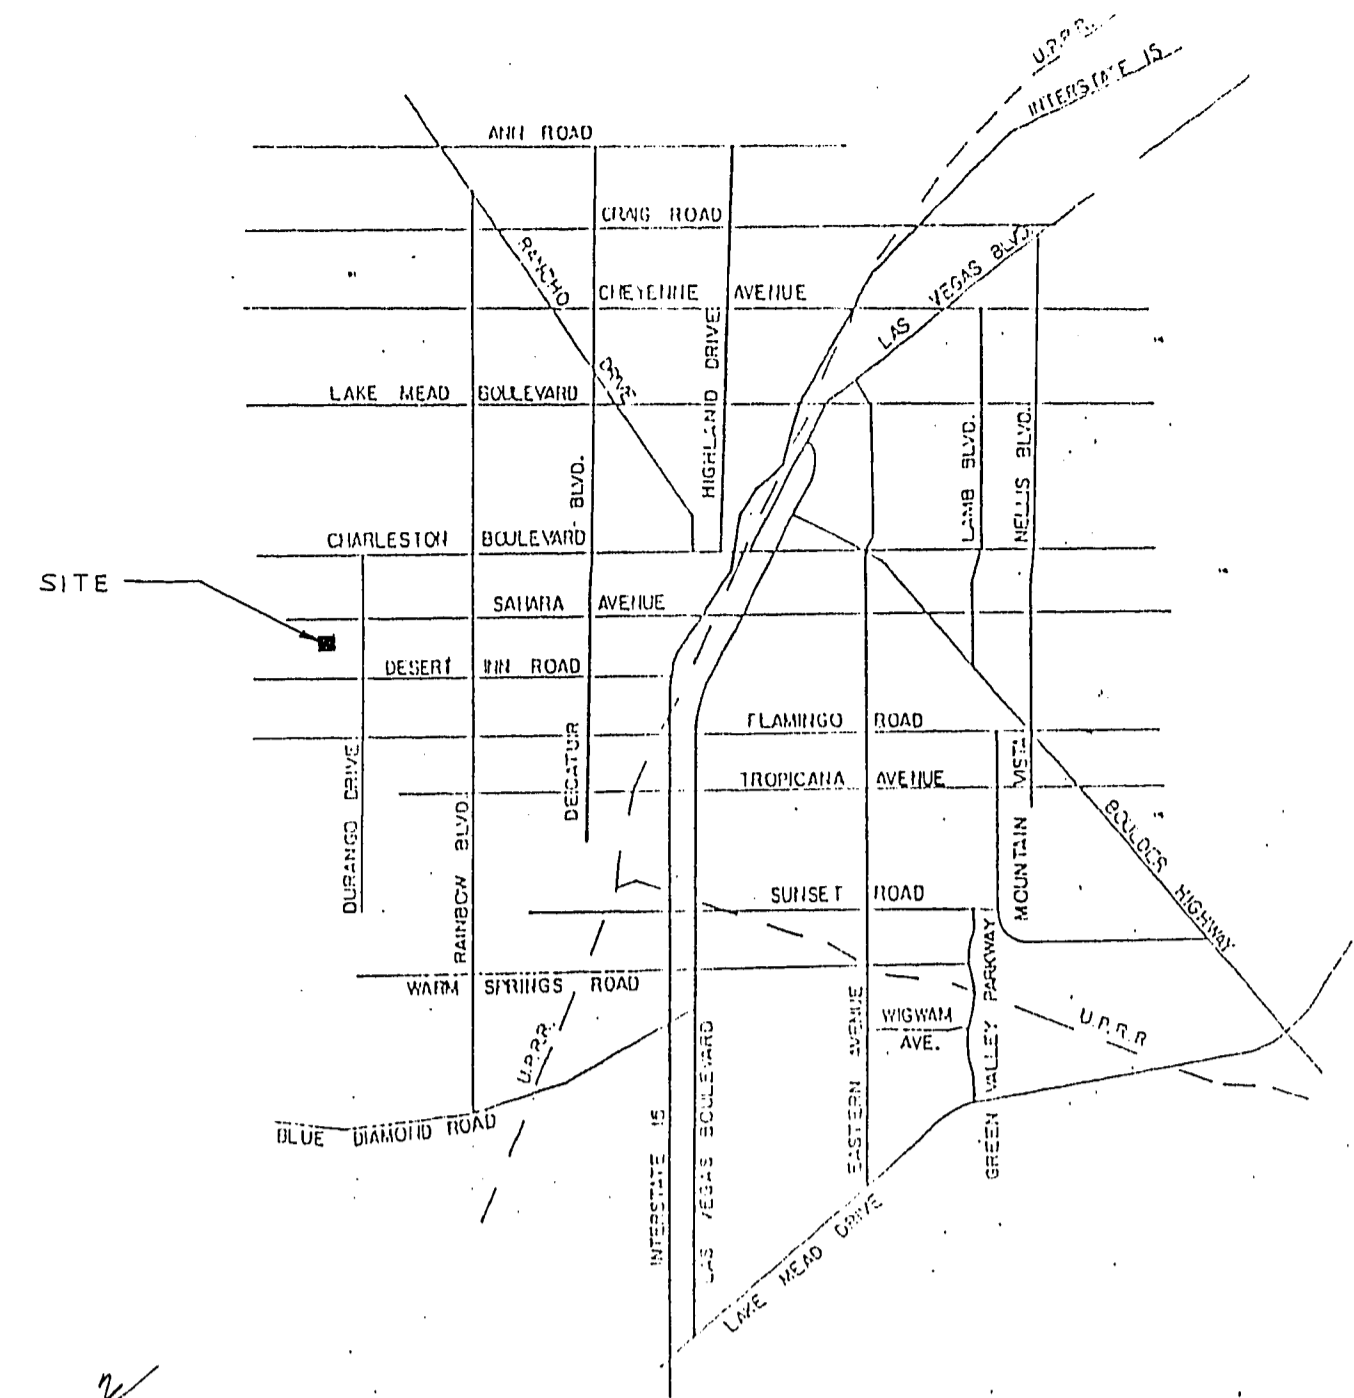 U.P.R.R.
INTERSTATE 15
ANN ROAD
CRAIG ROAD
RANCHO
DRIVE
CHEYENNE AVENUE
LAS VEGAS BLVD.
HIGHLAND DRIVE
LAKE MEAD BOULEVARD
LAMB BLVD.
NELLIS BLVD.
BLVD.
CHARLESTON BOULEVARD
SITE
SAHARA AVENUE
DESERT INN ROAD
FLAMINGO ROAD
DECATUR
DURANGO DRIVE
TROPICANA AVENUE
MOUNTAIN VISTA
RAINBOW BLVD
BOULDER HIGHWAY
SUNSET ROAD
WARM SPRINGS ROAD
GREEN VALLEY PARKWAY
EASTERN AVENUE
WIGWAM
AVE.
U.P.R.R
U.P.R.R.
BLUE DIAMOND ROAD
INTERSTATE 15
LAS VEGAS BOULEVARD
LAKE MEAD DRIVE
2